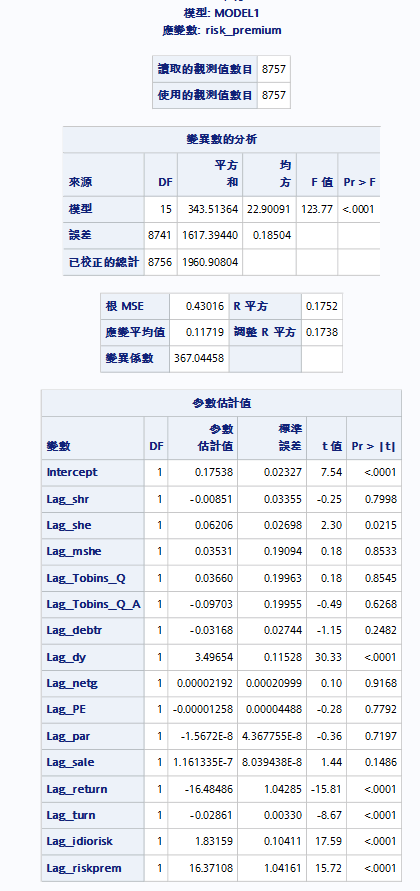 模型: MODEL1
應變數: risk_premium
讀取的觀測值數目 8757
使用的觀測值數目 8757
變異數的分析
來源 DF 平方和 均方 F 值 Pr > F
模型 15 343.51364 22.90091 123.77 <.0001
誤差 8741 1617.39440 0.18504
已校正的總計 8756 1960.90804
根 MSE 0.43016 R 平方 0.1752
應變平均值 0.11719 調整 R 平方 0.1738
變異係數 367.04458
參數估計值
變數 DF 參數估計值 標準誤差 t 值 Pr > |t|
Intercept 1 0.17538 0.02327 7.54 <.0001
Lag_shr 1 -0.00851 0.03355 -0.25 0.7998
Lag_she 1 0.06206 0.02698 2.30 0.0215
Lag_mshe 1 0.03531 0.19094 0.18 0.8533
Lag_Tobins_Q 1 0.03660 0.19963 0.18 0.8545
Lag_Tobins_Q_A 1 -0.09703 0.19955 -0.49 0.6268
Lag_debtr 1 -0.03168 0.02744 -1.15 0.2482
Lag_dy 1 3.49654 0.11528 30.33 <.0001
Lag_netg 1 0.00002192 0.00020999 0.10 0.9168
Lag_PE 1 -0.00001258 0.00004488 -0.28 0.7792
Lag_par 1 -1.5672E-8 4.367755E-8 -0.36 0.7197
Lag_sale 1 1.161335E-7 8.039438E-8 1.44 0.1486
Lag_return 1 -16.48486 1.04285 -15.81 <.0001
Lag_turn 1 -0.02861 0.00330 -8.67 <.0001
Lag_idiorisk 1 1.83159 0.10411 17.59 <.0001
Lag_riskprem 1 16.37108 1.04161 15.72 <.0001